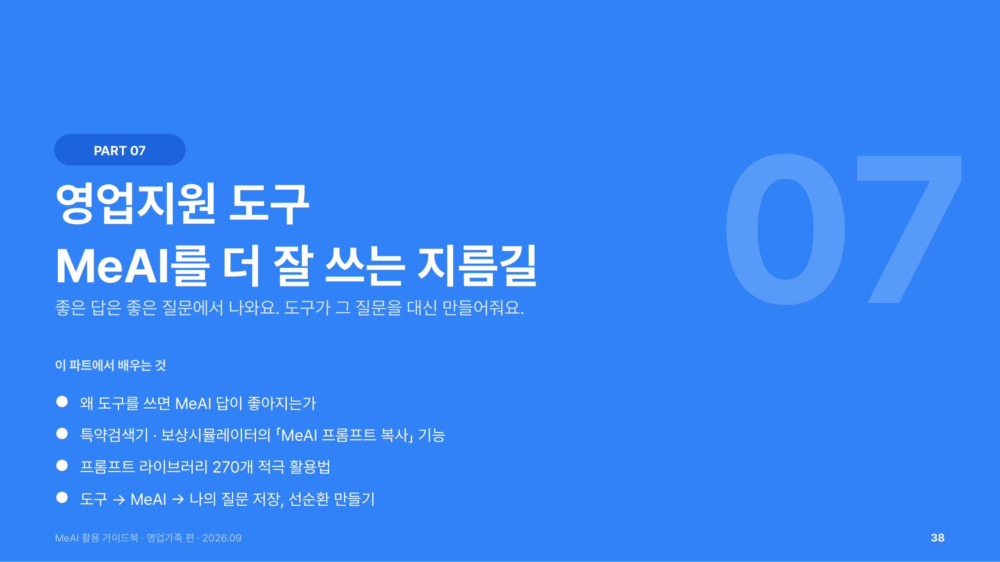 PART 07
영업지원 도구
MeAI를 더 잘 쓰는 지름길
좋은 답은 좋은 질문에서 나와요. 도구가 그 질문을 대신 만들어줘요.
07
이 파트에서 배우는 것
● 왜 도구를 쓰면 MeAI 답이 좋아지는가
● 특약검색기 · 보상시뮬레이터의 「MeAI 프롬프트 복사」 기능
● 프롬프트 라이브러리 270개 적극 활용법
● 도구 → MeAI → 나의 질문 저장, 선순환 만들기
MeAI 활용 가이드북 · 영업가족 편 · 2026.09
38